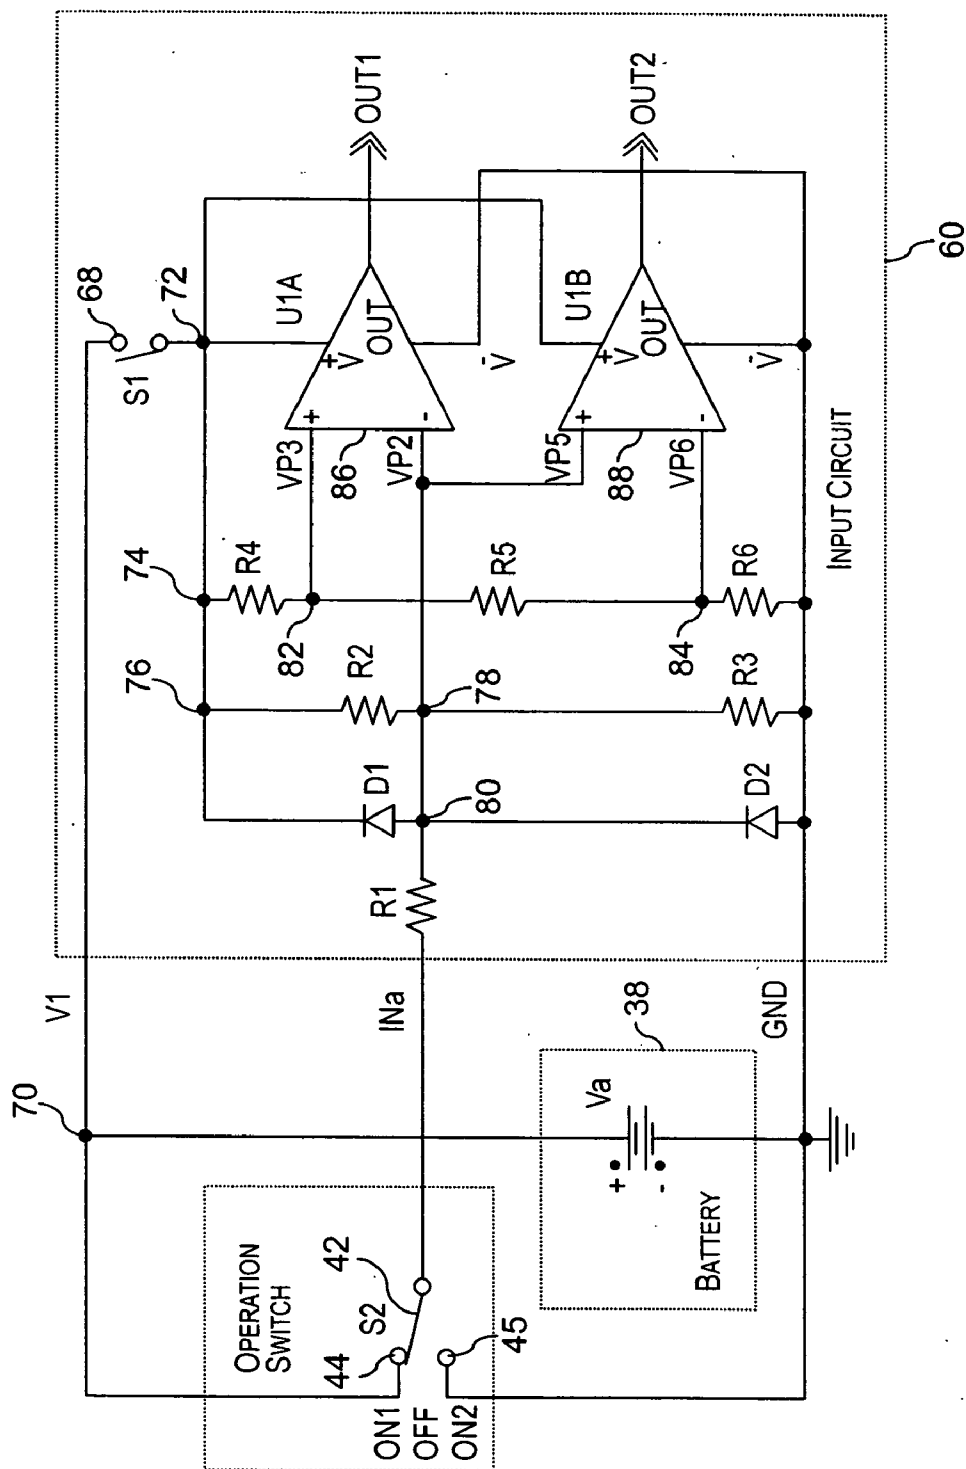 70
V1
68
S1
72
74
76
U1A
OUT1
V
+
OUT
VP3
+
86
VP2
-
V̄
R4
82
R2
78
D1
80
R1
INa
R5
U1B
OUT2
V
+
OUT
VP5
+
88
VP6
-
V̄
84
R6
R3
D2
INPUT CIRCUIT
60
OPERATION
SWITCH
42
S2
44
45
ON1
OFF
ON2
38
Va
+
-
BATTERY
GND